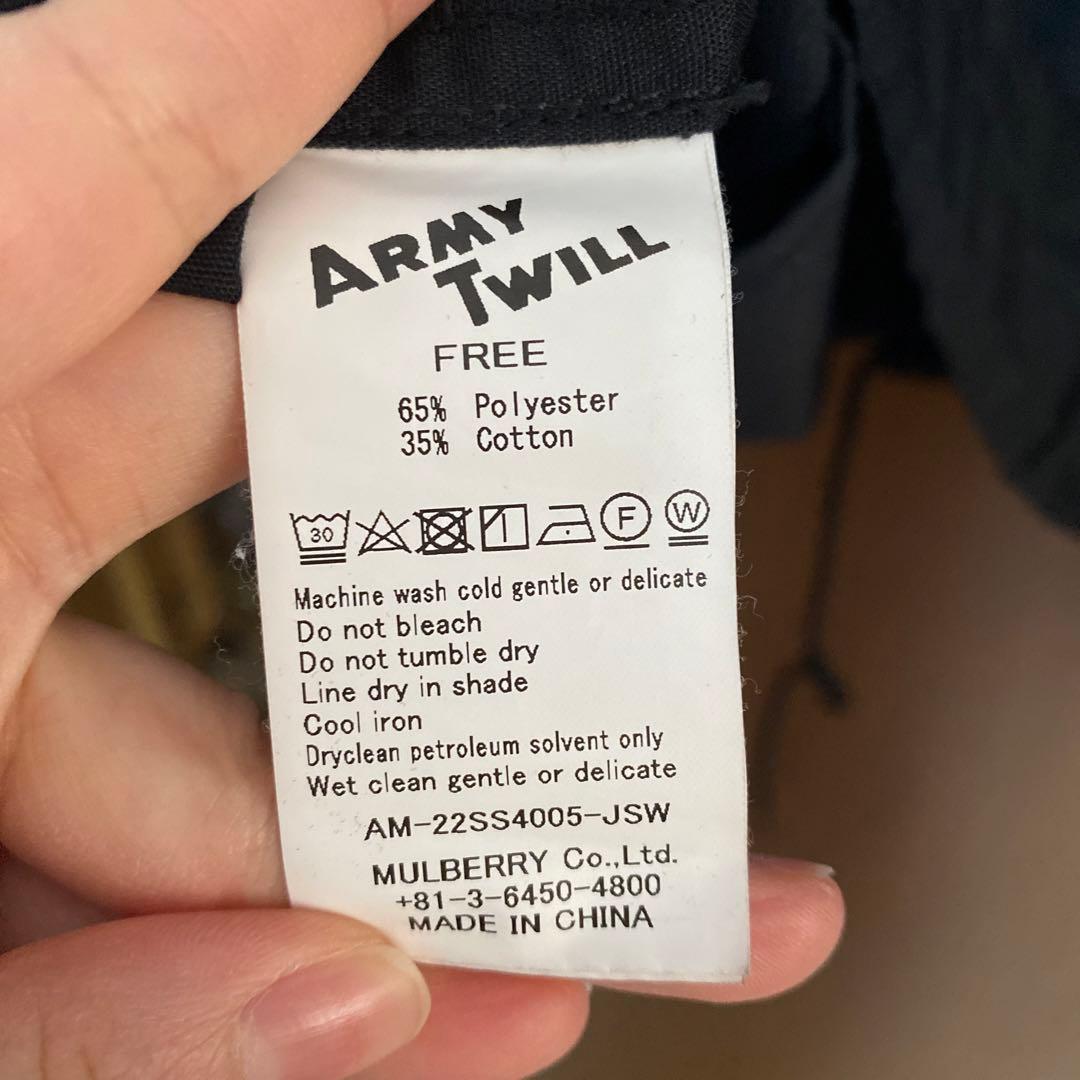 ARMY
TWILL
FREE
65% Polyester
35% Cotton
30 F W
Machine wash cold gentle or delicate
Do not bleach
Do not tumble dry
Line dry in shade
Cool iron
Dryclean petroleum solvent only
Wet clean gentle or delicate
AM-22SS4005-JSW
MULBERRY Co.,Ltd.
+81-3-6450-4800
MADE IN CHINA